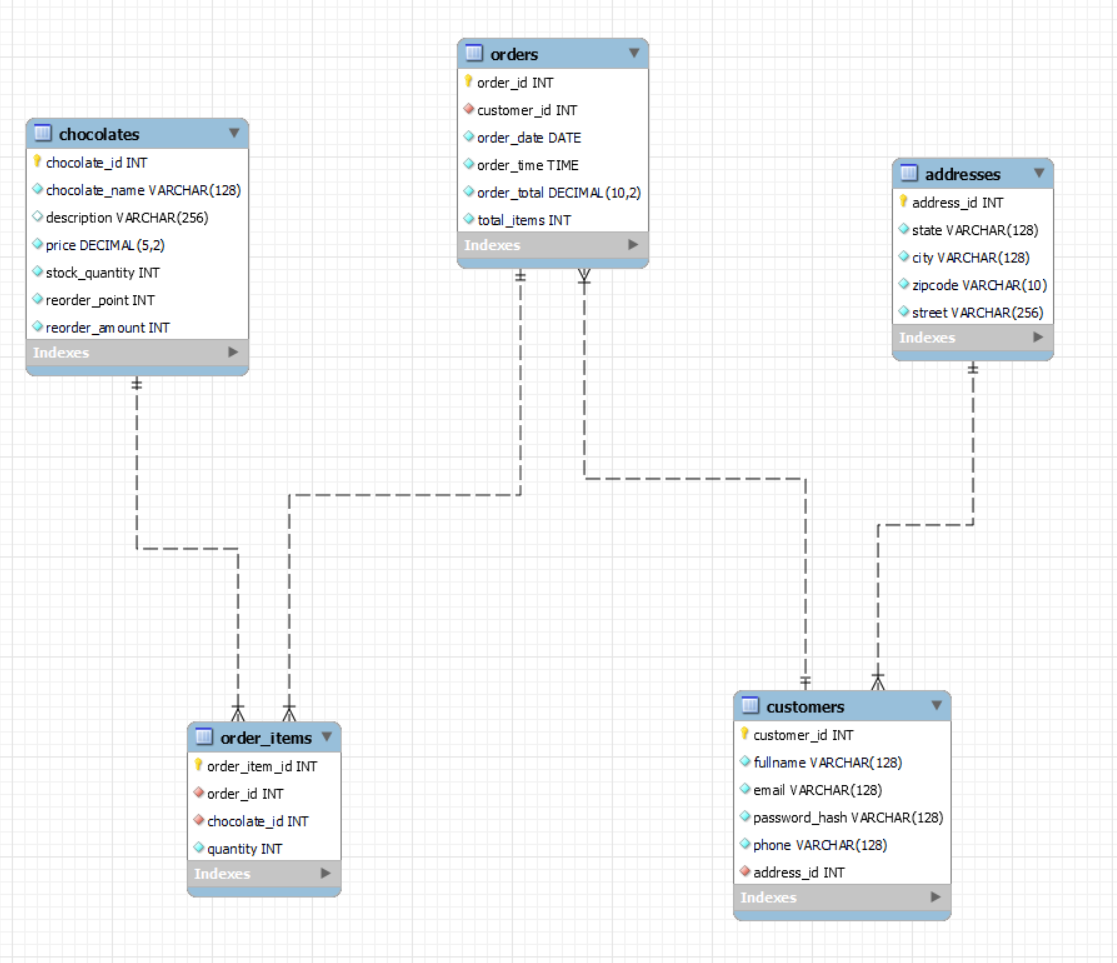 orders
order_id INT
customer_id INT
order_date DATE
order_time TIME
order_total DECIMAL(10,2)
total_items INT
Indexes
chocolates
chocolate_id INT
chocolate_name VARCHAR(128)
description VARCHAR(256)
price DECIMAL(5,2)
stock_quantity INT
reorder_point INT
reorder_amount INT
Indexes
addresses
address_id INT
state VARCHAR(128)
city VARCHAR(128)
zipcode VARCHAR(10)
street VARCHAR(256)
Indexes
order_items
order_item_id INT
order_id INT
chocolate_id INT
quantity INT
Indexes
customers
customer_id INT
fullname VARCHAR(128)
email VARCHAR(128)
password_hash VARCHAR(128)
phone VARCHAR(128)
address_id INT
Indexes